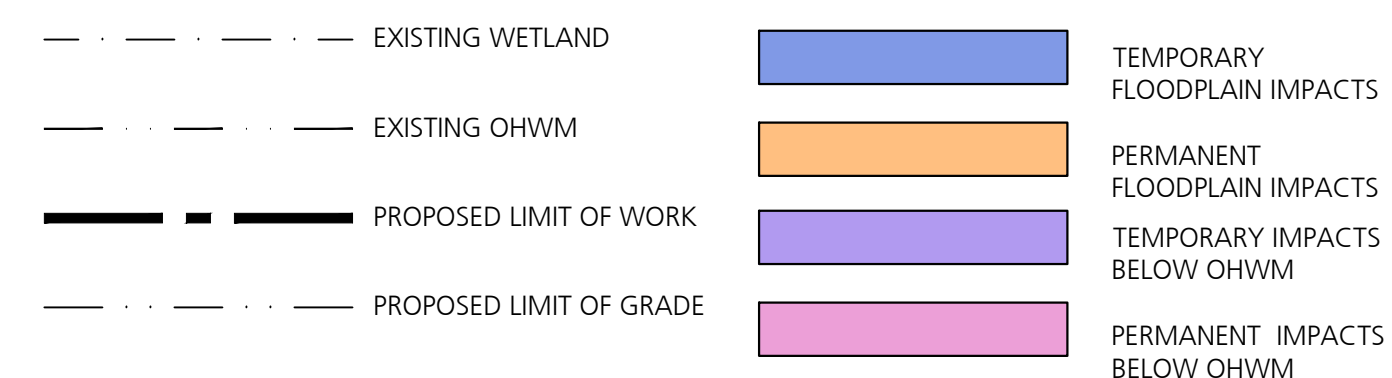 EXISTING WETLAND
EXISTING OHWM
PROPOSED LIMIT OF WORK
PROPOSED LIMIT OF GRADE
TEMPORARY
FLOODPLAIN IMPACTS
PERMANENT
FLOODPLAIN IMPACTS
TEMPORARY IMPACTS
BELOW OHWM
PERMANENT IMPACTS
BELOW OHWM